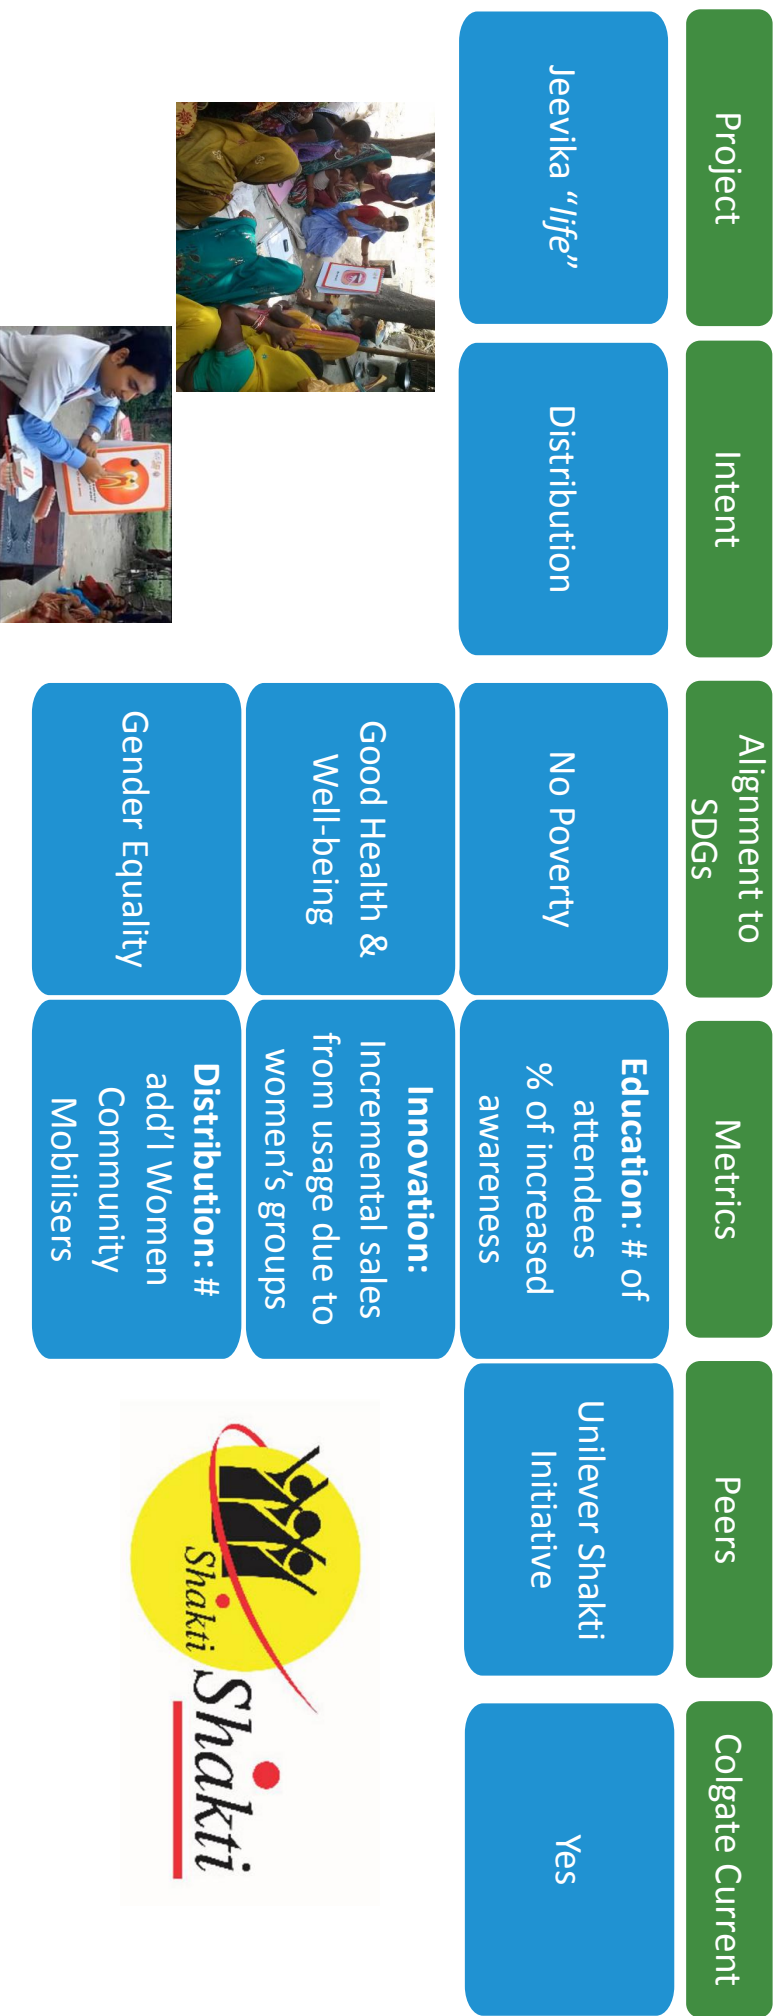 Project
Intent
Alignment to
SDGs
Metrics
Peers
Colgate Current
Jeevika “life”
Distribution
No Poverty
Education: # of
attendees
% of increased
awareness
Unilever Shakti
Initiative
Yes
Good Health &
Well-being
Innovation:
Incremental sales
from usage due to
women’s groups
Gender Equality
Distribution: #
add’l Women
Community
Mobilisers
Shakti
Shakti